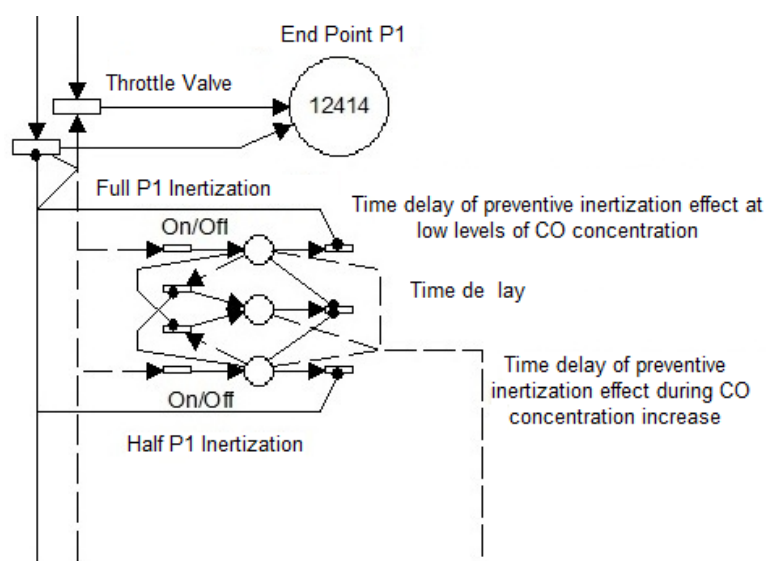 End Point P1
Throttle Valve
12414
Full P1 Inertization
On/Off
Time delay of preventive inertization effect at
low levels of CO concentration
Time de lay
Time delay of preventive
inertization effect during CO
concentration increase
On/Off
Half P1 Inertization